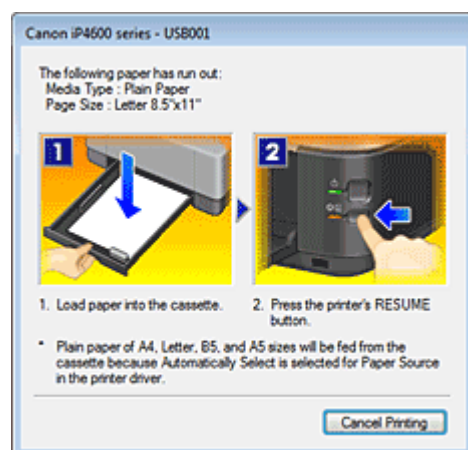 Canon iP4600 series - USB001
The following paper has run out:
Media Type : Plain Paper
Page Size : Letter 8.5"x11"
1
2
1. Load paper into the cassette.
2. Press the printer's RESUME
button.
* Plain paper of A4, Letter, B5, and A5 sizes will be fed from the
cassette because Automatically Select is selected for Paper Source
in the printer driver.
Cancel Printing